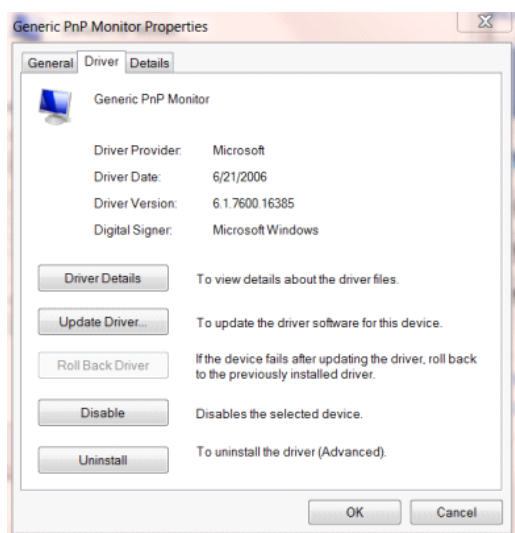 Generic PnP Monitor Properties
General Driver Details
Generic PnP Monitor
Driver Provider: Microsoft
Driver Date: 6/21/2006
Driver Version: 6.1.7600.16385
Digital Signer: Microsoft Windows
Driver Details To view details about the driver files.
Update Driver... To update the driver software for this device.
Roll Back Driver If the device fails after updating the driver, roll back
to the previously installed driver.
Disable Disables the selected device.
Uninstall To uninstall the driver (Advanced).
OK Cancel